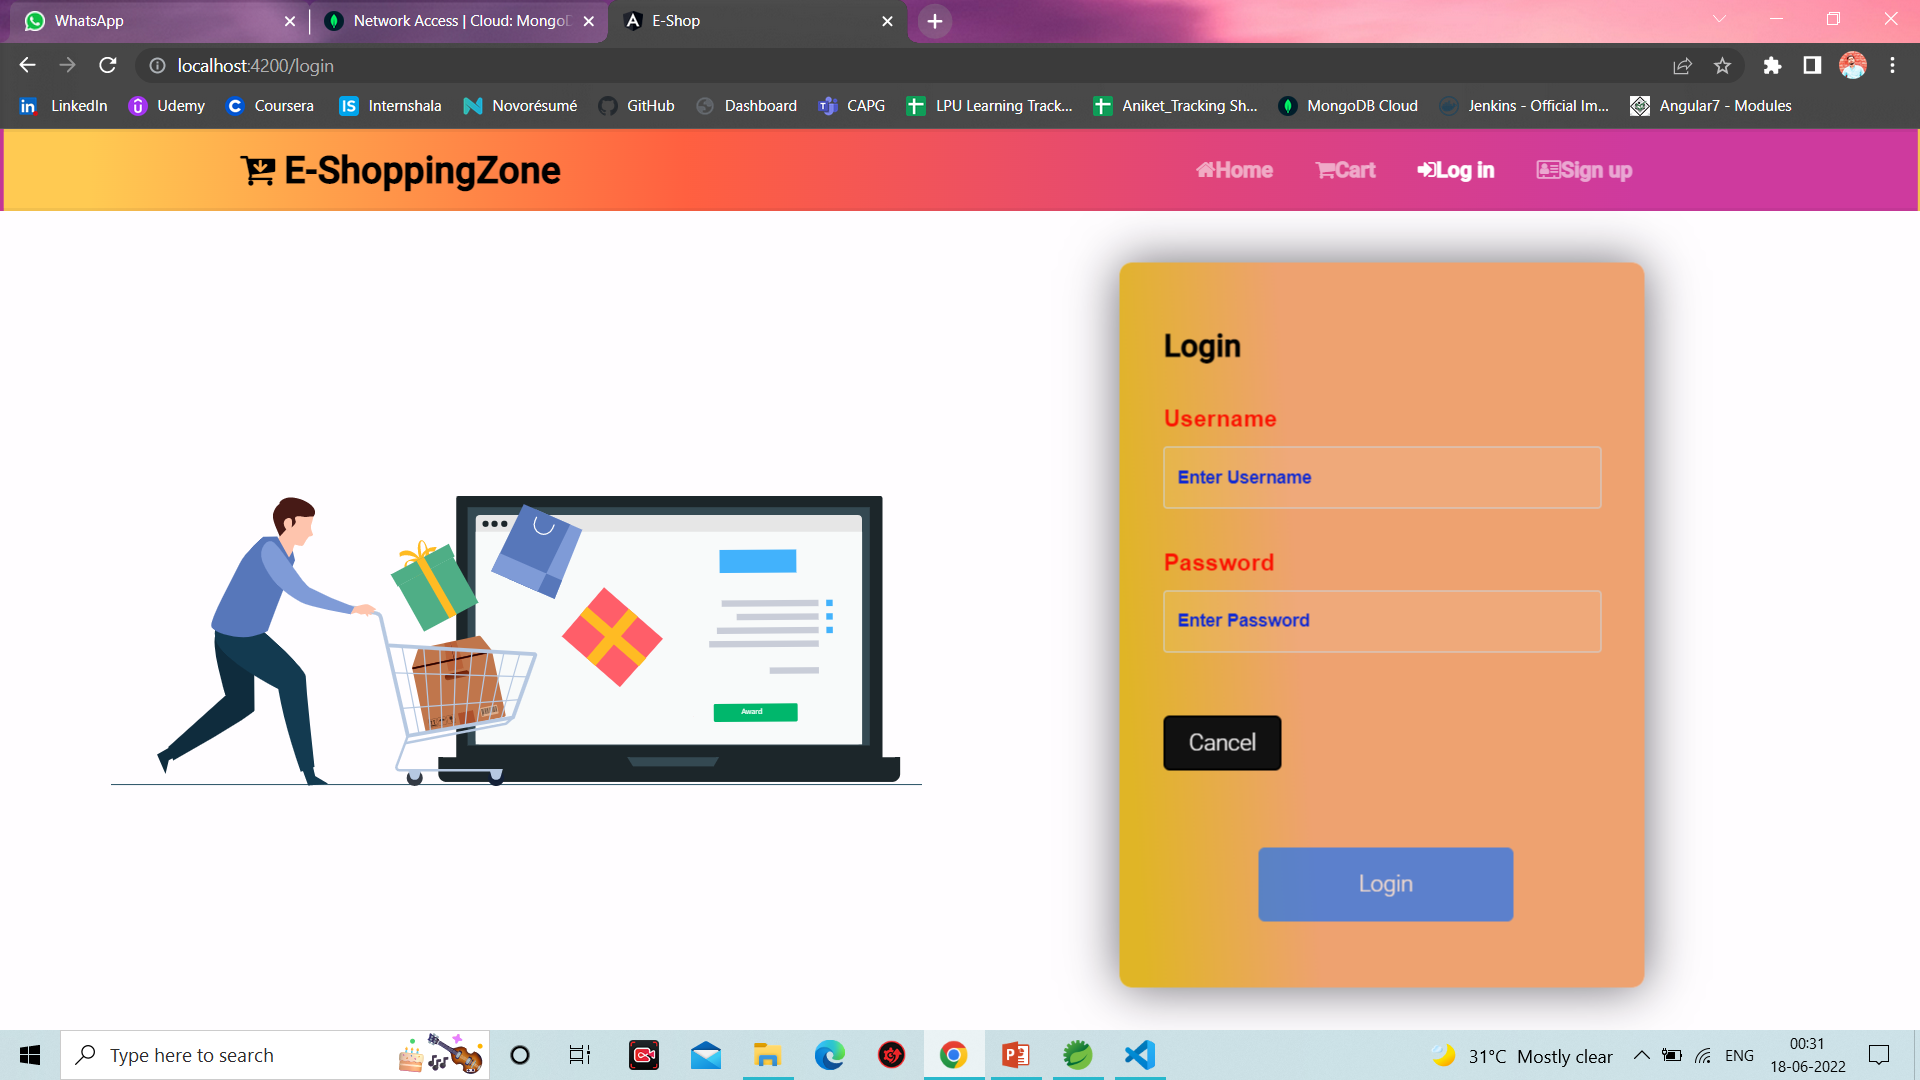 WhatsApp
Network Access | Cloud: MongoD
E-Shop
localhost:4200/login
LinkedIn Udemy Coursera Internshala Novorésumé GitHub Dashboard CAPG LPU Learning Track... Aniket_Tracking Sh... MongoDB Cloud Jenkins - Official Im... Angular7 - Modules
E-ShoppingZone
Home Cart Log in Sign up
Award
Login
Username
Enter Username
Password
Enter Password
Cancel
Login
Type here to search
31°C Mostly clear
ENG
00:31
18-06-2022